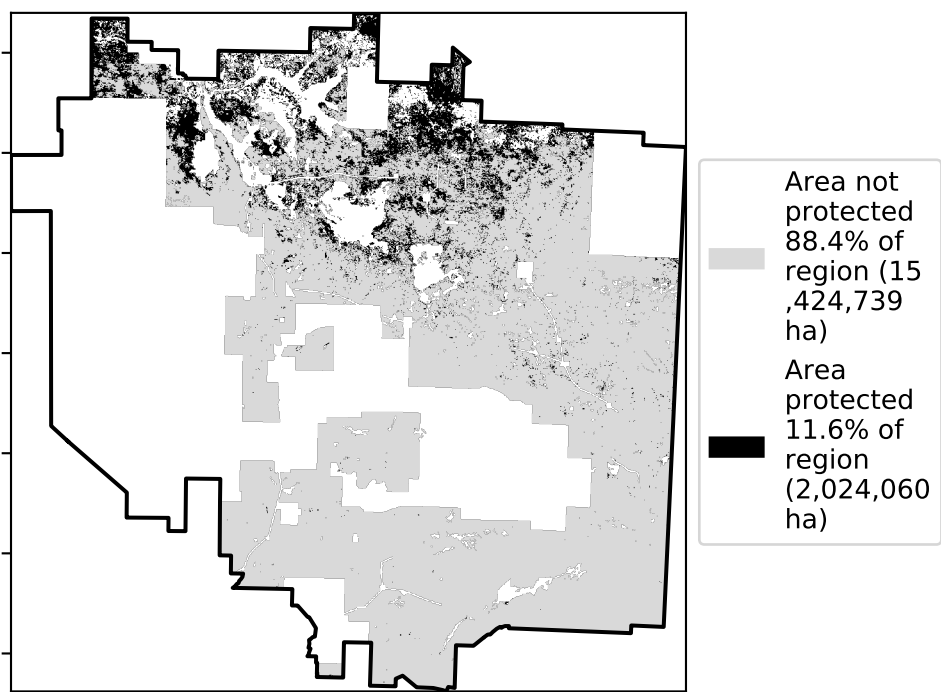 Area not
protected
88.4% of
region (15
,424,739
ha)
Area
protected
11.6% of
region
(2,024,060
ha)